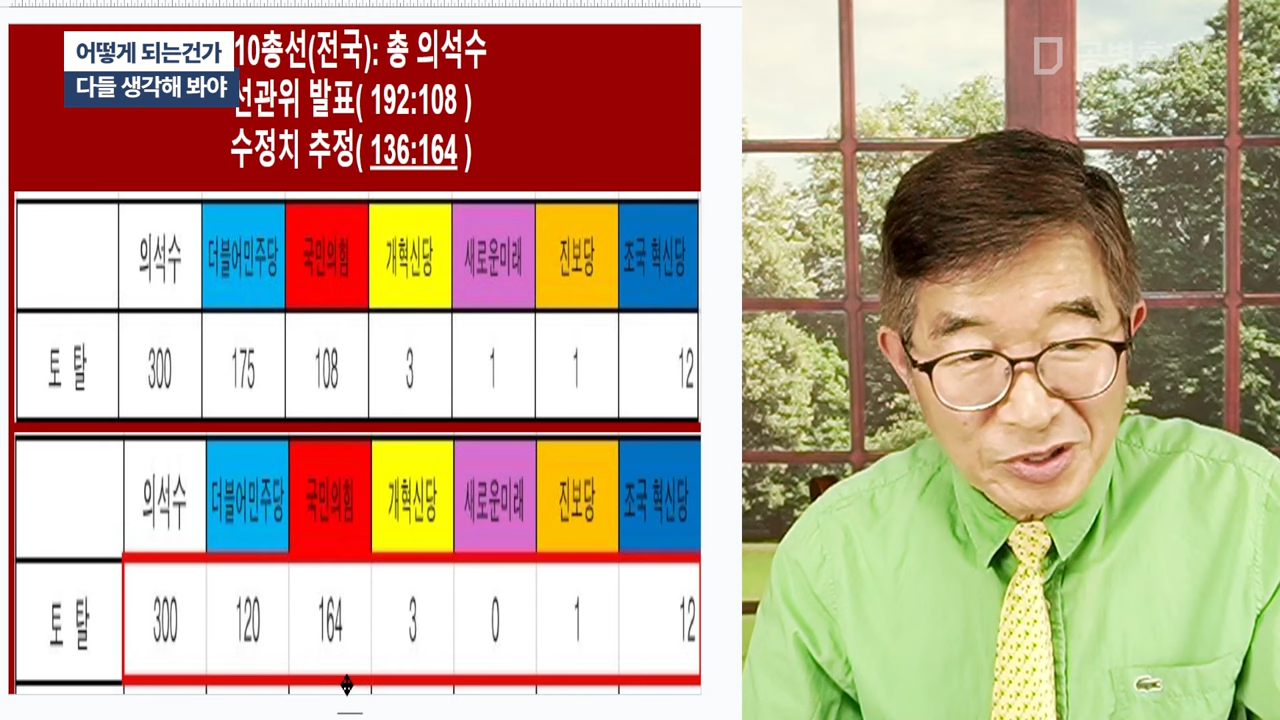 어떻게 되는건가
다들 생각해 봐야
10총선(전국): 총 의석수
선관위 발표( 192:108 )
수정치 추정( 136:164 )
의석수 더불어민주당 국민의힘 개혁신당 새로운미래 진보당 조국 혁신당
토 탈 300 175 108 3 1 1 12
의석수 더불어민주당 국민의힘 개혁신당 새로운미래 진보당 조국 혁신당
토 탈 300 120 164 3 0 1 12